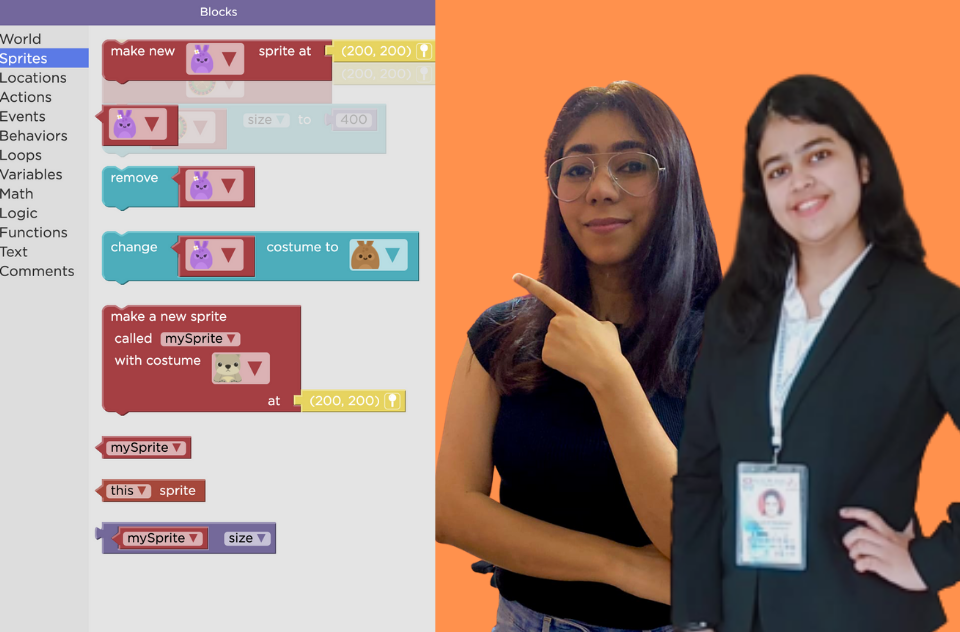 Blocks
World
Sprites
Locations
Actions
Events
Behaviors
Loops
Variables
Math
Logic
Functions
Text
Comments
make new sprite at (200, 200)
(200, 200)
size to 400
remove
change costume to
make a new sprite
called mySprite
with costume
at (200, 200)
mySprite
this sprite
mySprite size